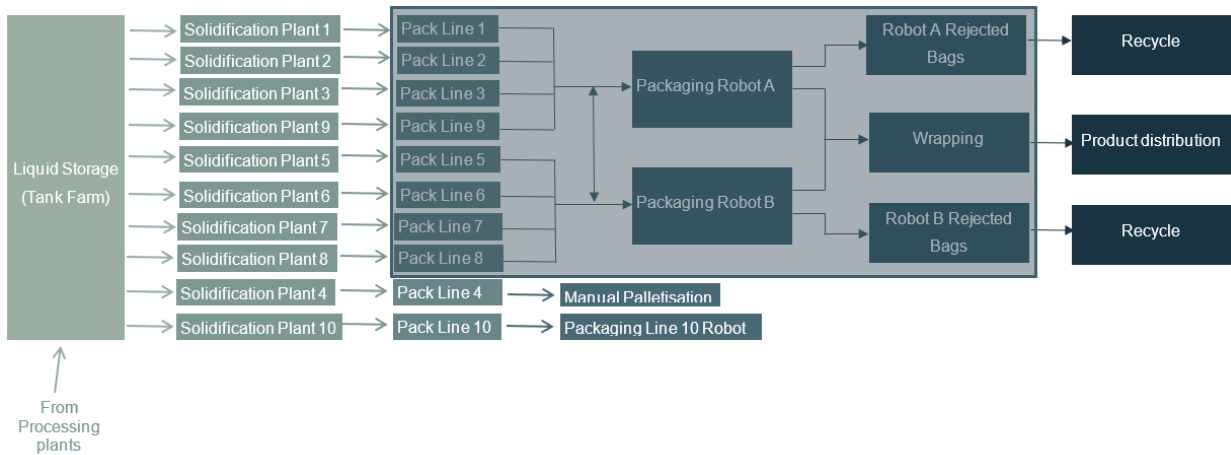 Liquid Storage
(Tank Farm)
From
Processing
plants
Solidification Plant 1
Solidification Plant 2
Solidification Plant 3
Solidification Plant 9
Solidification Plant 5
Solidification Plant 6
Solidification Plant 7
Solidification Plant 8
Solidification Plant 4
Solidification Plant 10
Pack Line 1
Pack Line 2
Pack Line 3
Pack Line 9
Pack Line 5
Pack Line 6
Pack Line 7
Pack Line 8
Pack Line 4
Pack Line 10
Manual Palletisation
Packaging Line 10 Robot
Packaging Robot A
Packaging Robot B
Robot A Rejected
Bags
Wrapping
Robot B Rejected
Bags
Recycle
Product distribution
Recycle